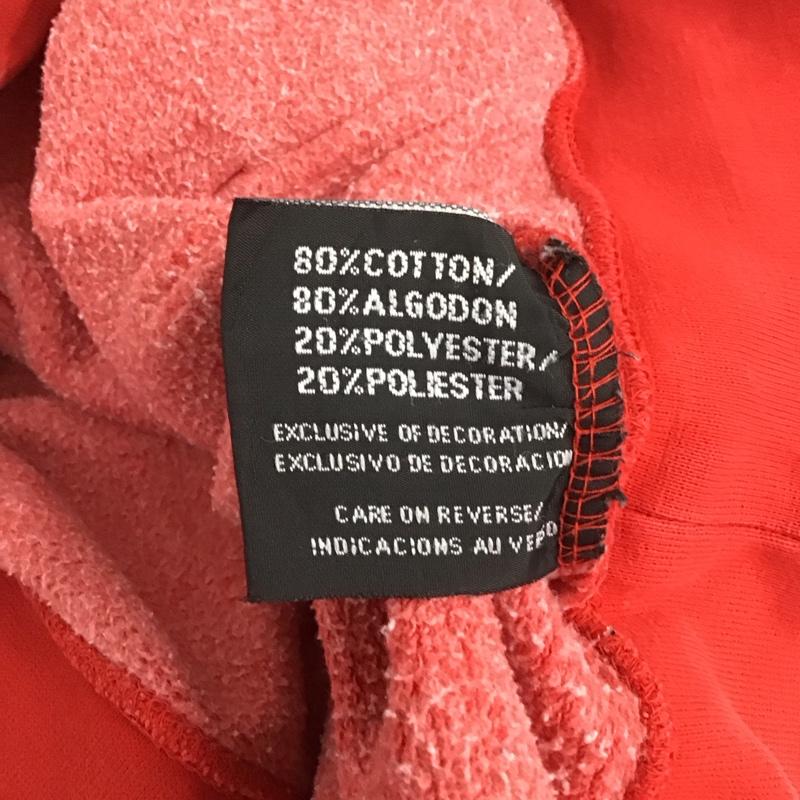 80%COTTON/
80%ALGODON
20%POLYESTER/
20%POLIESTER
EXCLUSIVE OF DECORATION/
EXCLUSIVO DE DECORACION
CARE ON REVERSE/
INDICACIONS AU VERO